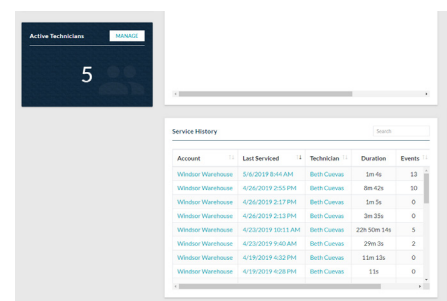 Active Technicians MANAGE
5
Service History Search
Account Last Serviced Technician Duration Events
Windsor Warehouse 5/6/2019 8:44 AM Beth Cuevas 1m 4s 13
Windsor Warehouse 4/26/2019 2:55 PM Beth Cuevas 8m 42s 10
Windsor Warehouse 4/26/2019 2:17 PM Beth Cuevas 1m 5s 0
Windsor Warehouse 4/26/2019 2:13 PM Beth Cuevas 3m 35s 0
Windsor Warehouse 4/23/2019 10:11 AM Beth Cuevas 22h 50m 14s 5
Windsor Warehouse 4/23/2019 9:40 AM Beth Cuevas 29m 3s 2
Windsor Warehouse 4/19/2019 4:32 PM Beth Cuevas 11m 13s 0
Windsor Warehouse 4/19/2019 4:28 PM Beth Cuevas 11s 0